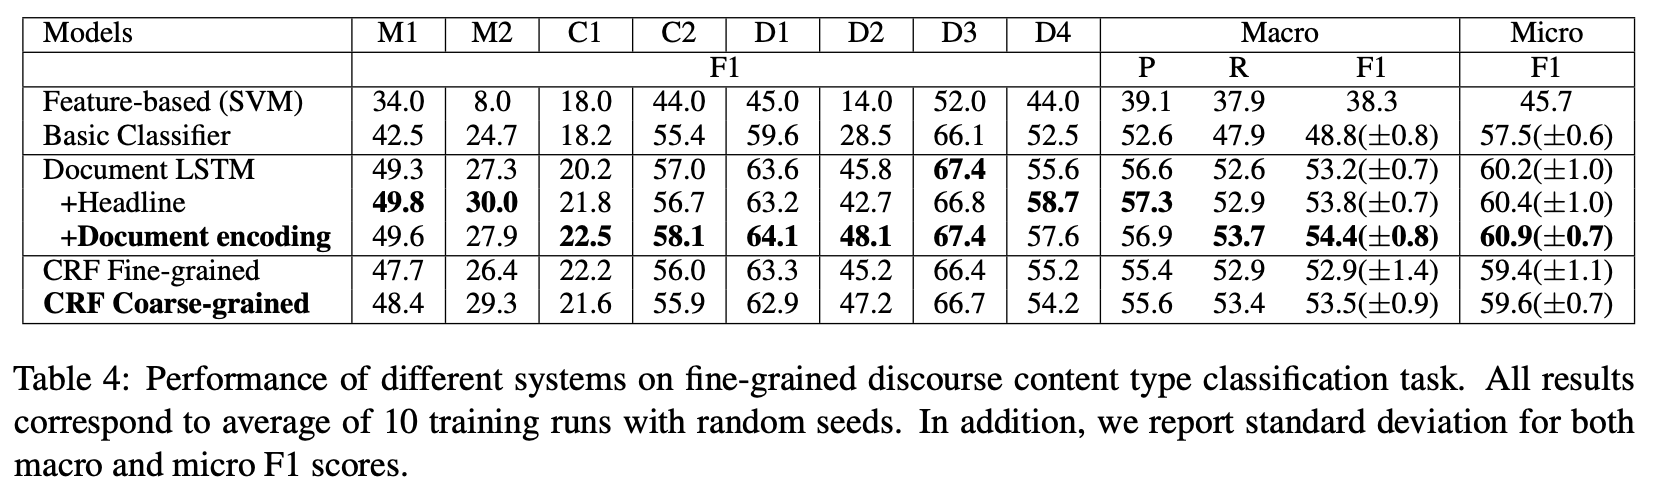 Models M1 M2 C1 C2 D1 D2 D3 D4 Macro Micro
F1 P R F1 F1
Feature-based (SVM) 34.0 8.0 18.0 44.0 45.0 14.0 52.0 44.0 39.1 37.9 38.3 45.7
Basic Classifier 42.5 24.7 18.2 55.4 59.6 28.5 66.1 52.5 52.6 47.9 48.8(±0.8) 57.5(±0.6)
Document LSTM 49.3 27.3 20.2 57.0 63.6 45.8 67.4 55.6 56.6 52.6 53.2(±0.7) 60.2(±1.0)
+Headline 49.8 30.0 21.8 56.7 63.2 42.7 66.8 58.7 57.3 52.9 53.8(±0.7) 60.4(±1.0)
+Document encoding 49.6 27.9 22.5 58.1 64.1 48.1 67.4 57.6 56.9 53.7 54.4(±0.8) 60.9(±0.7)
CRF Fine-grained 47.7 26.4 22.2 56.0 63.3 45.2 66.4 55.2 55.4 52.9 52.9(±1.4) 59.4(±1.1)
CRF Coarse-grained 48.4 29.3 21.6 55.9 62.9 47.2 66.7 54.2 55.6 53.4 53.5(±0.9) 59.6(±0.7)
Table 4: Performance of different systems on fine-grained discourse content type classification task. All results
correspond to average of 10 training runs with random seeds. In addition, we report standard deviation for both
macro and micro F1 scores.